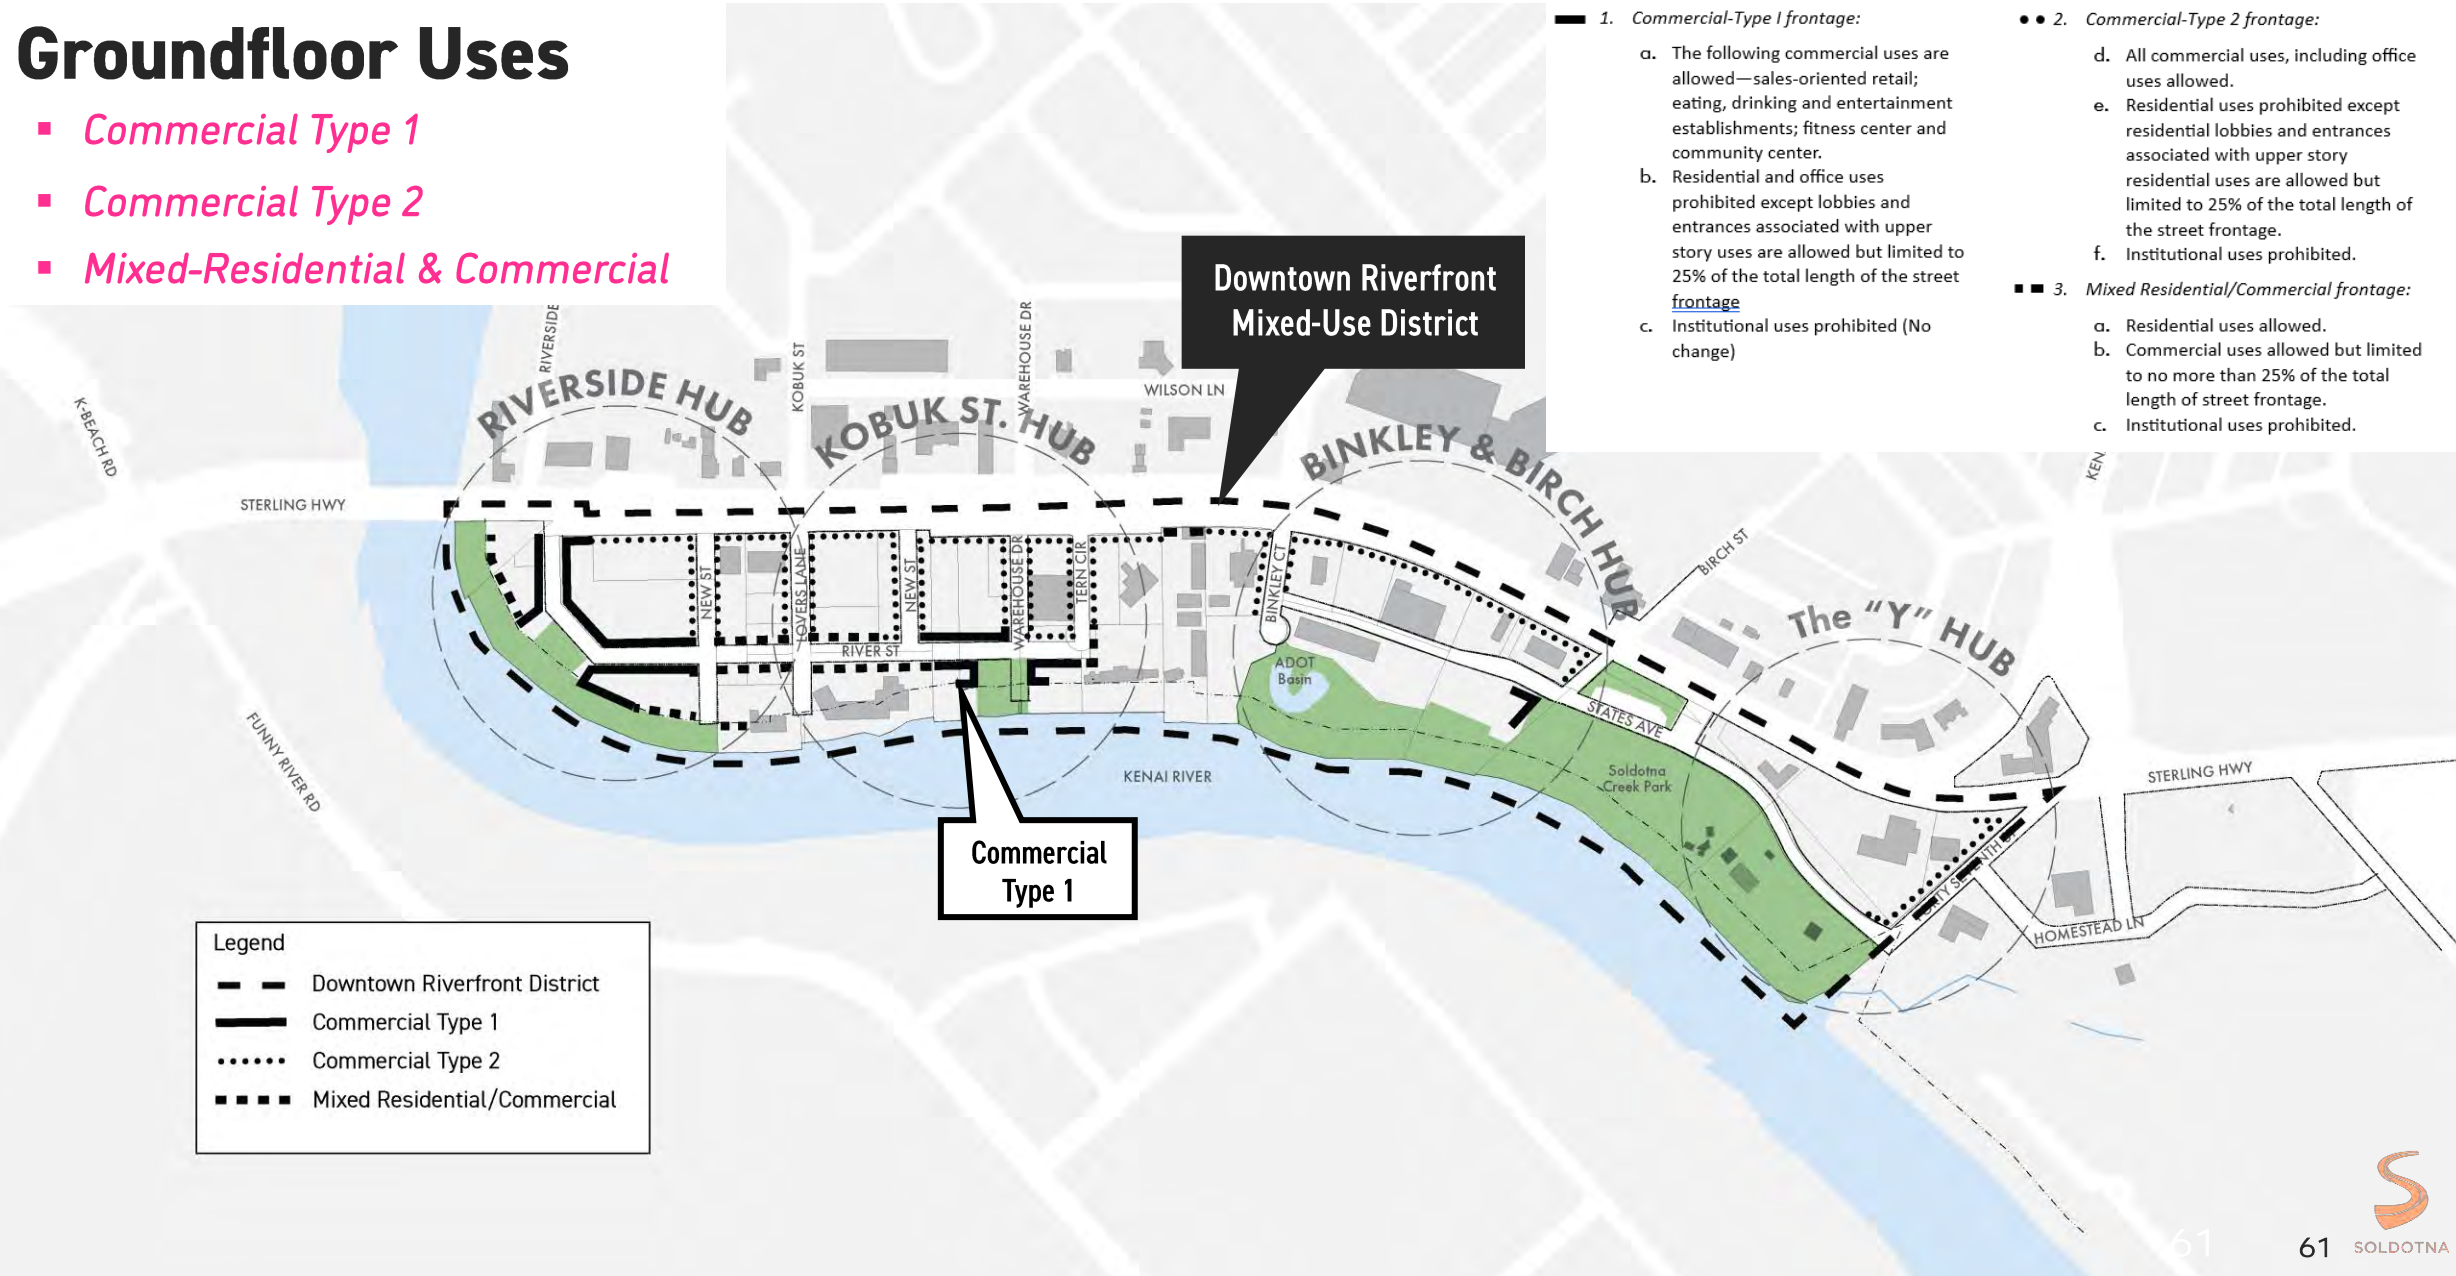 Groundfloor Uses
▪ Commercial Type 1
▪ Commercial Type 2
▪ Mixed-Residential & Commercial
1. Commercial-Type I frontage:
a. The following commercial uses are
allowed—sales-oriented retail;
eating, drinking and entertainment
establishments; fitness center and
community center.
b. Residential and office uses
prohibited except lobbies and
entrances associated with upper
story uses are allowed but limited to
25% of the total length of the street
frontage
c. Institutional uses prohibited (No
change)
2. Commercial-Type 2 frontage:
d. All commercial uses, including office
uses allowed.
e. Residential uses prohibited except
residential lobbies and entrances
associated with upper story
residential uses are allowed but
limited to 25% of the total length of
the street frontage.
f. Institutional uses prohibited.
3. Mixed Residential/Commercial frontage:
a. Residential uses allowed.
b. Commercial uses allowed but limited
to no more than 25% of the total
length of street frontage.
c. Institutional uses prohibited.
Downtown Riverfront
Mixed-Use District
RIVERSIDE
KOBUK ST
WAREHOUSE DR
WILSON LN
K-BEACH RD
RIVERSIDE HUB
KOBUK ST. HUB
BINKLEY & BIRCH HUB
The "Y" HUB
KEN
STERLING HWY
BIRCH ST
NEW ST
LOVERS LANE
NEW ST
WAREHOUSE DR
TERN CIR
BINKLEY CT
RIVER ST
ADOT
Basin
STATES AVE
Soldotna
Creek Park
FUNNY RIVER RD
KENAI RIVER
STERLING HWY
HOMESTEAD LN
Commercial
Type 1
Legend
Downtown Riverfront District
Commercial Type 1
Commercial Type 2
Mixed Residential/Commercial
61
61
SOLDOTNA